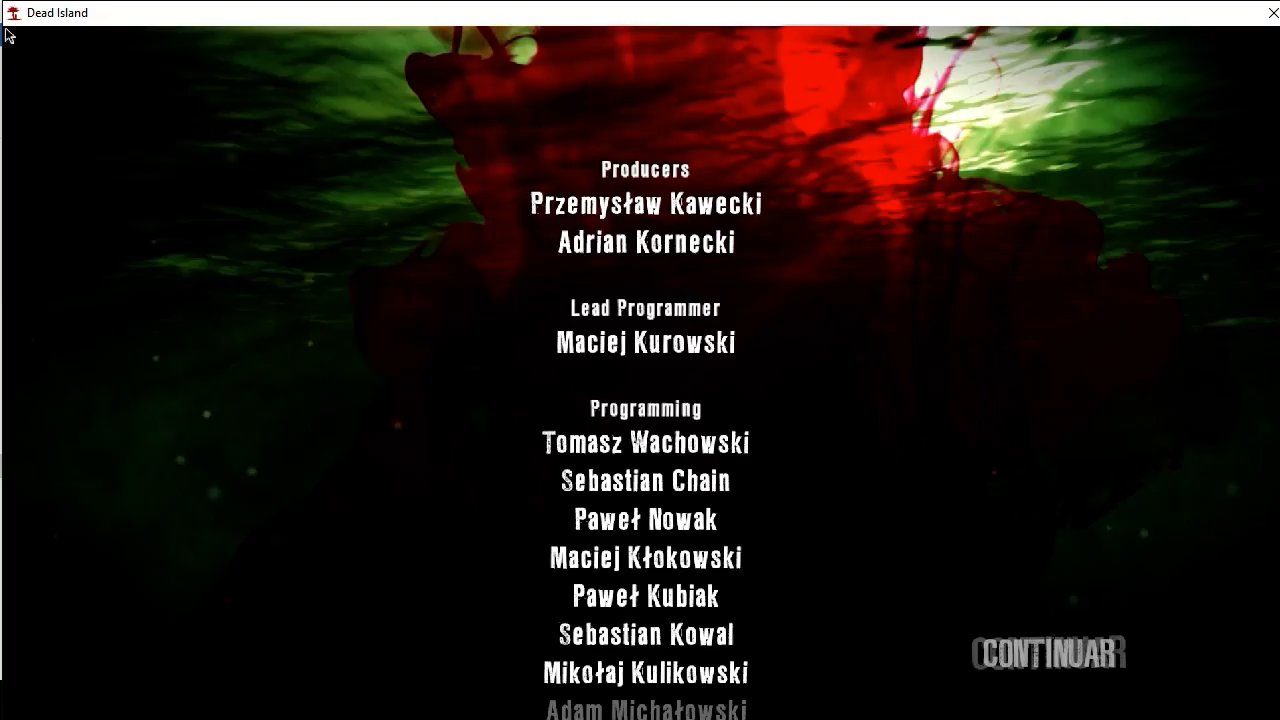 Dead Island
Producers
Przemysław Kawecki
Adrian Kornecki
Lead Programmer
Maciej Kurowski
Programming
Tomasz Wachowski
Sebastian Chain
Paweł Nowak
Maciej Kłokowski
Paweł Kubiak
Sebastian Kowal
Mikołaj Kulikowski
Adam Michałowski
CONTINUAR